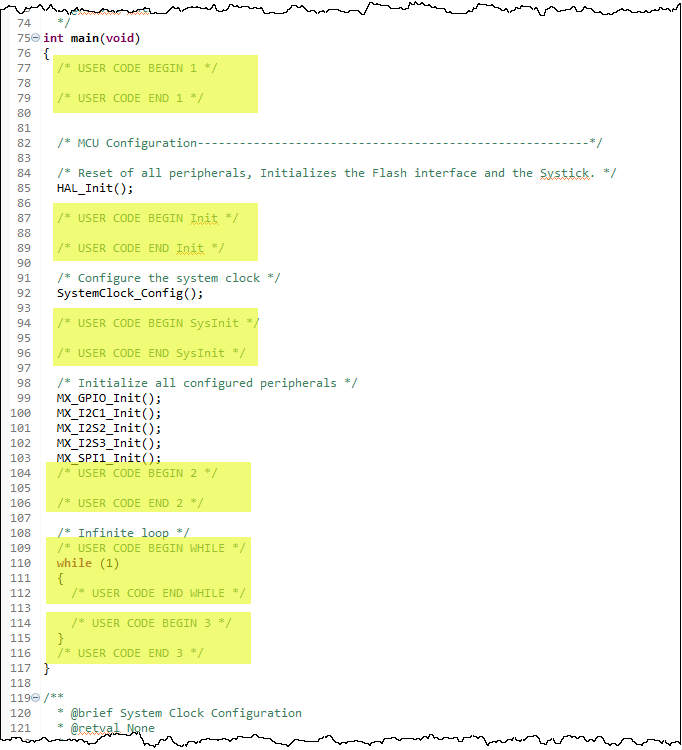 74   */
75 int main(void)
76 {
77   /* USER CODE BEGIN 1 */
78
79   /* USER CODE END 1 */
80
81
82   /* MCU Configuration--------------------------------------------------------*/
83
84   /* Reset of all peripherals, Initializes the Flash interface and the Systick. */
85   HAL_Init();
86
87   /* USER CODE BEGIN Init */
88
89   /* USER CODE END Init */
90
91   /* Configure the system clock */
92   SystemClock_Config();
93
94   /* USER CODE BEGIN SysInit */
95
96   /* USER CODE END SysInit */
97
98   /* Initialize all configured peripherals */
99   MX_GPIO_Init();
100   MX_I2C1_Init();
101   MX_I2S2_Init();
102   MX_I2S3_Init();
103   MX_SPI1_Init();
104   /* USER CODE BEGIN 2 */
105
106   /* USER CODE END 2 */
107
108   /* Infinite loop */
109   /* USER CODE BEGIN WHILE */
110   while (1)
111   {
112     /* USER CODE END WHILE */
113
114     /* USER CODE BEGIN 3 */
115   }
116   /* USER CODE END 3 */
117 }
118
119 /**
120   * @brief System Clock Configuration
121   * @retval None